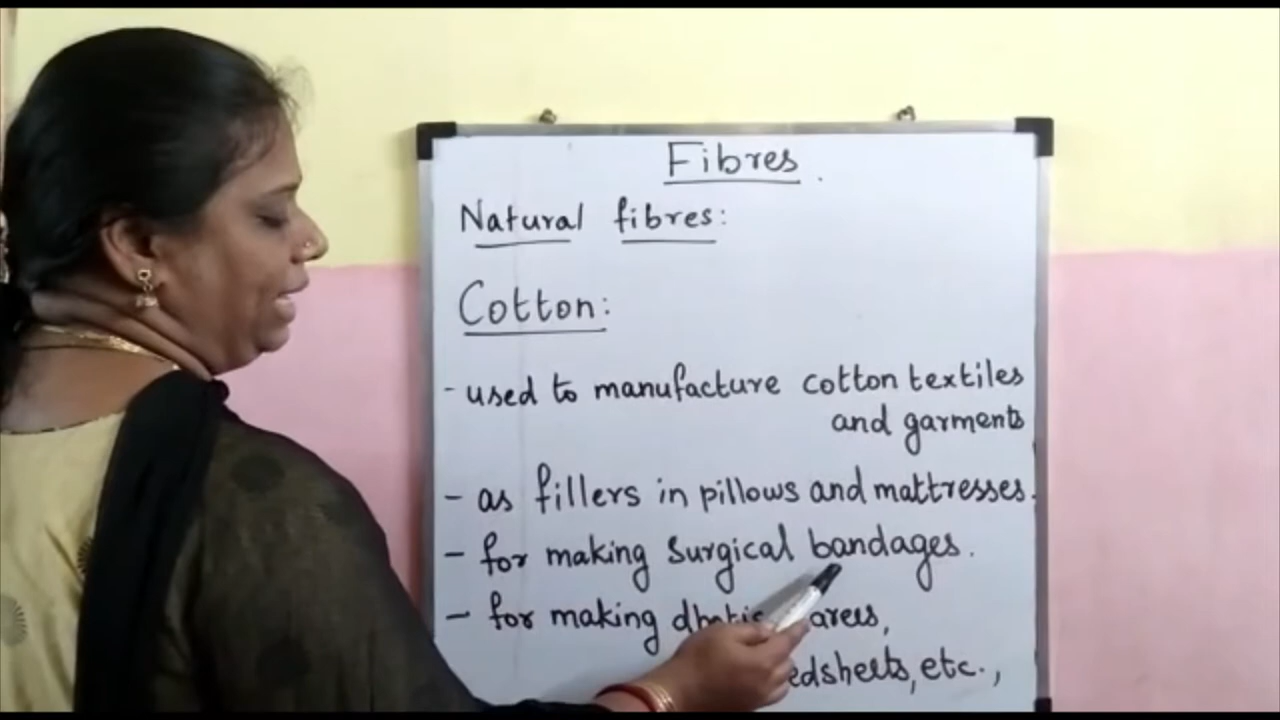 Fibres.
Natural fibres:
Cotton:
- used to manufacture cotton textiles
and garments
- as fillers in pillows and mattresses.
- for making surgical bandages.
- for making
etc.,